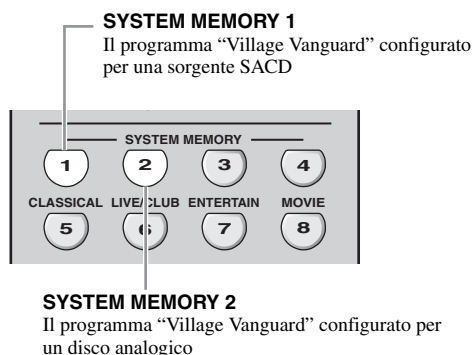 SYSTEM MEMORY 1
Il programma “Village Vanguard” configurato
per una sorgente SACD
SYSTEM MEMORY
1 2 3 4
CLASSICAL LIVE/CLUB ENTERTAIN MOVIE
5 6 7 8
SYSTEM MEMORY 2
Il programma “Village Vanguard” configurato per
un disco analogico